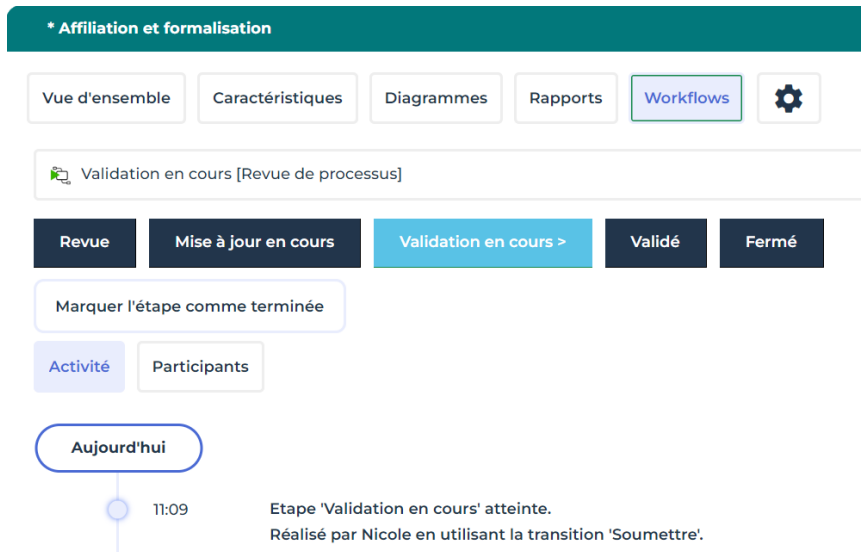 * Affiliation et formalisation
Vue d'ensemble Caractéristiques Diagrammes Rapports Workflows
Validation en cours [Revue de processus]
Revue Mise à jour en cours Validation en cours > Validé Fermé
Marquer l'étape comme terminée
Activité Participants
Aujourd'hui
11:09 Etape 'Validation en cours' atteinte.
Réalisé par Nicole en utilisant la transition 'Soumettre'.